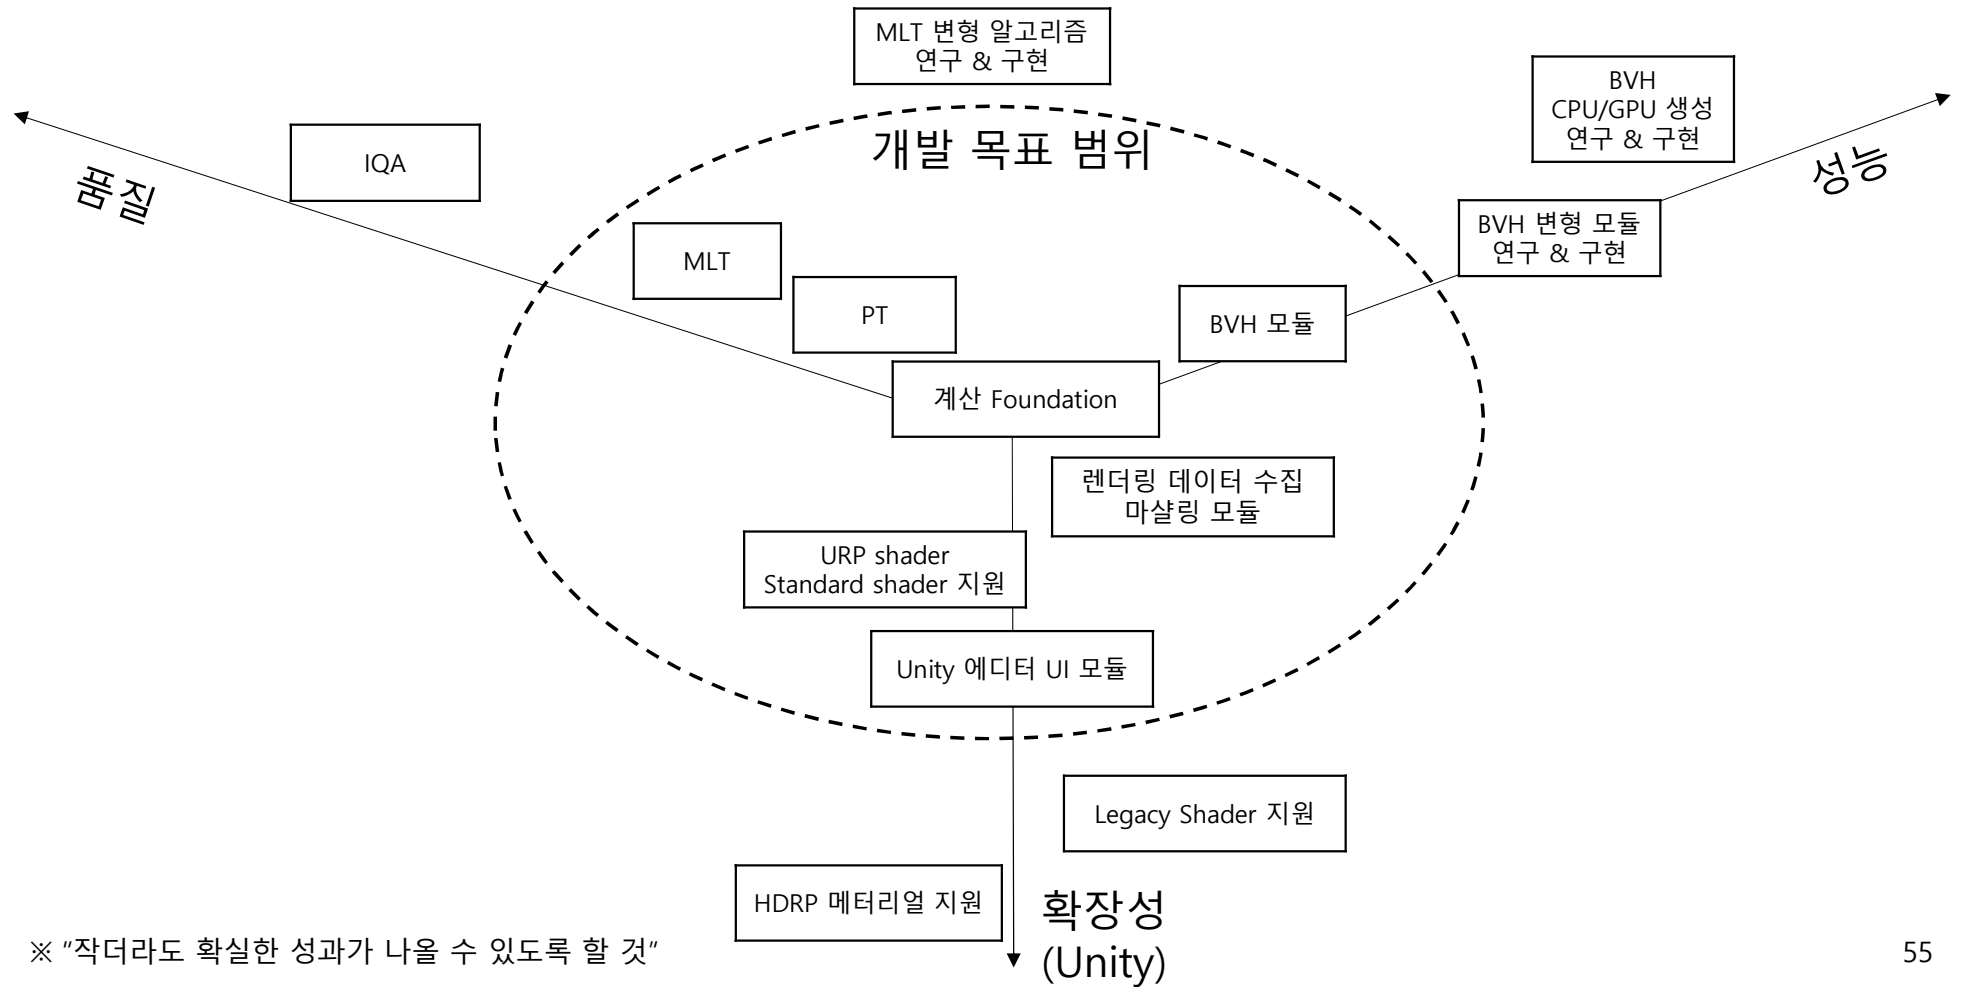 MLT 변형 알고리즘
연구 & 구현
BVH
CPU/GPU 생성
연구 & 구현
개발 목표 범위
IQA
품질
성능
BVH 변형 모듈
연구 & 구현
MLT
PT
BVH 모듈
계산 Foundation
렌더링 데이터 수집
마샬링 모듈
URP shader
Standard shader 지원
Unity 에디터 UI 모듈
Legacy Shader 지원
HDRP 메터리얼 지원
확장성
(Unity)
※ "작더라도 확실한 성과가 나올 수 있도록 할 것"
55